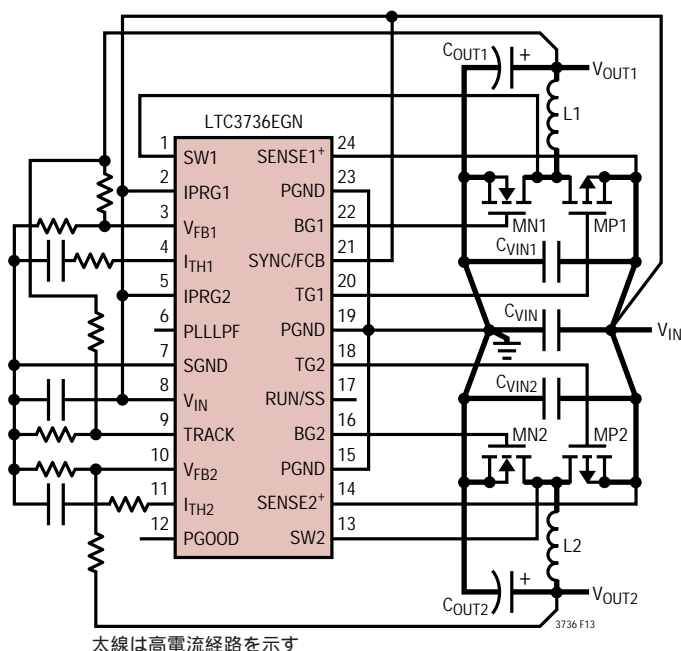 COUT1
+
VOUT1
L1
LTC3736EGN
1 SW1 SENSE1+ 24
2 IPRG1 PGND 23
3 VFB1 BG1 22
4 ITH1 SYNC/FCB 21
5 IPRG2 TG1 20
6 PLLLPF PGND 19
7 SGND TG2 18
8 VIN RUN/SS 17
9 TRACK BG2 16
10 VFB2 PGND 15
11 ITH2 SENSE2+ 14
12 PGOOD SW2 13
MN1
MP1
CVIN1
CVIN
VIN
CVIN2
MN2
MP2
L2
COUT2
+
VOUT2
3736 F13
太線は高電流経路を示す